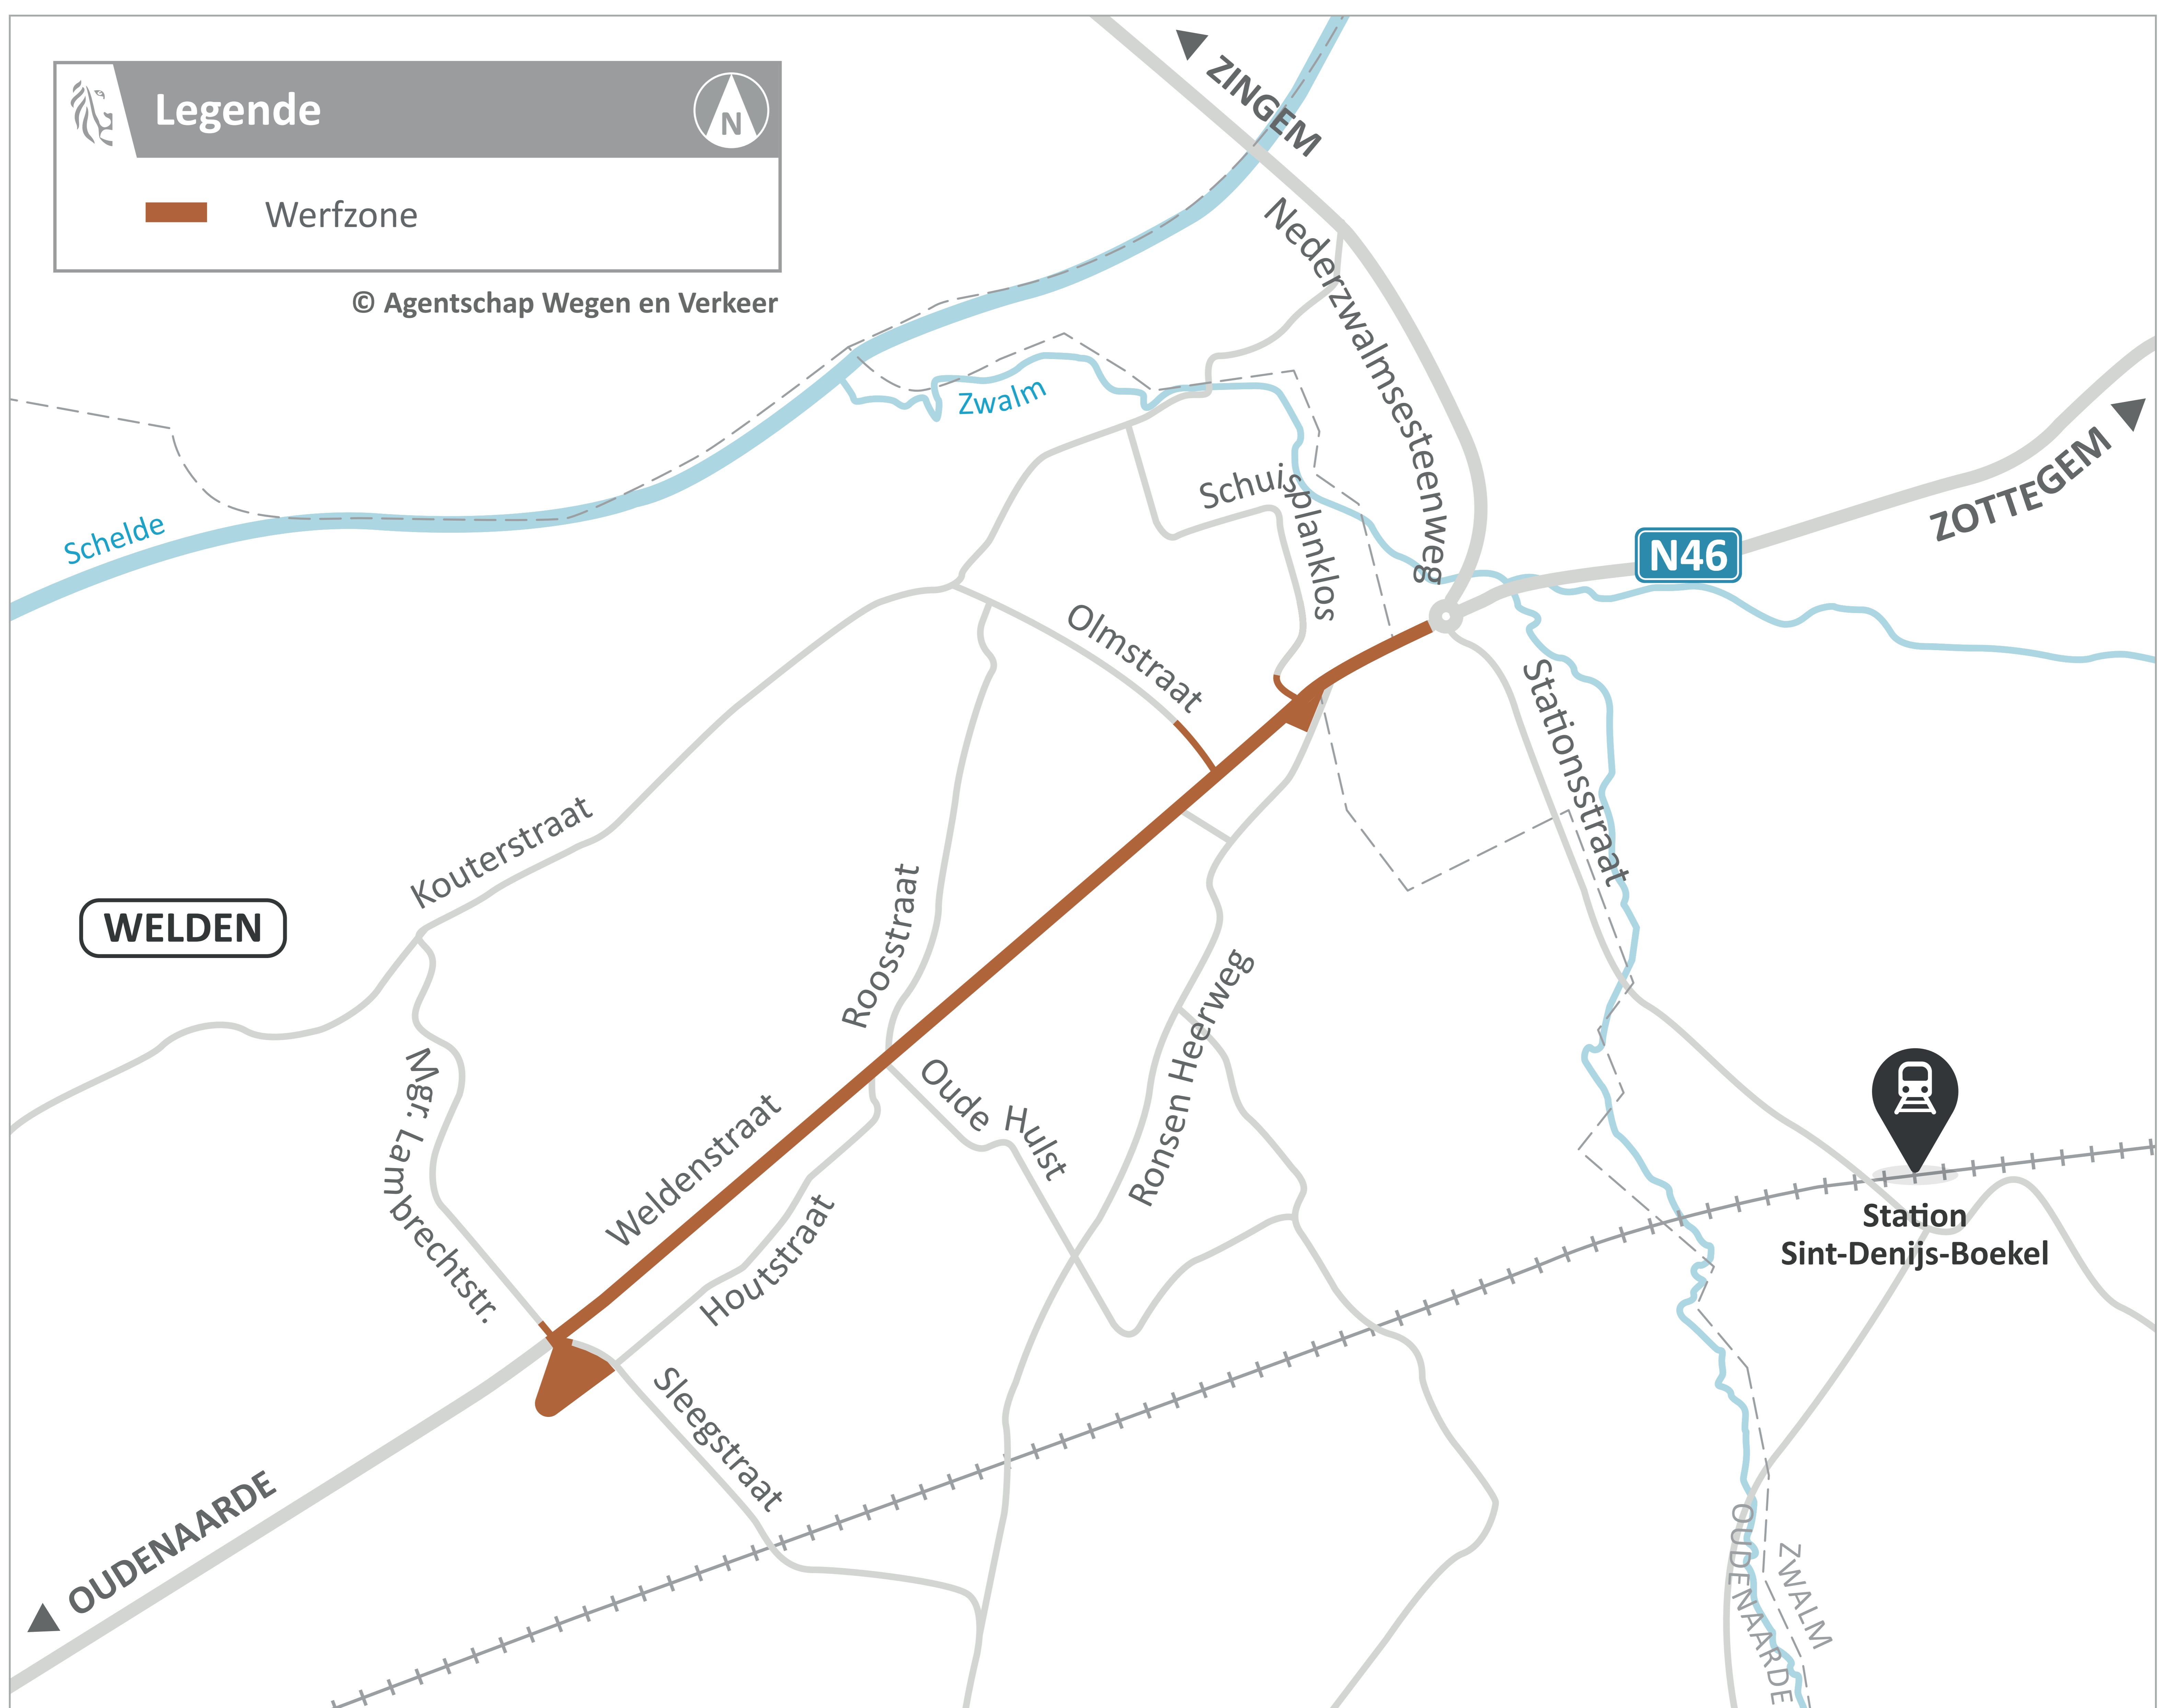 Legende
N
Werfzone
© Agentschap Wegen en Verkeer
ZINGEM
Nederzwalmsesteenweg
Zwalm
Schelde
Schuisplanklos
N46
ZOTTEGEM
Olmstraat
Stationsstraat
Kouterstraat
WELDEN
Roosstraat
Ronsen Heerweg
Mgr. Lambrechtstr.
Oude Hulst
Weldenstraat
Houtstraat
Station
Sint-Denijs-Boekel
Sleegstraat
OUDENAARDE
OUDENAARDE
ZWALM